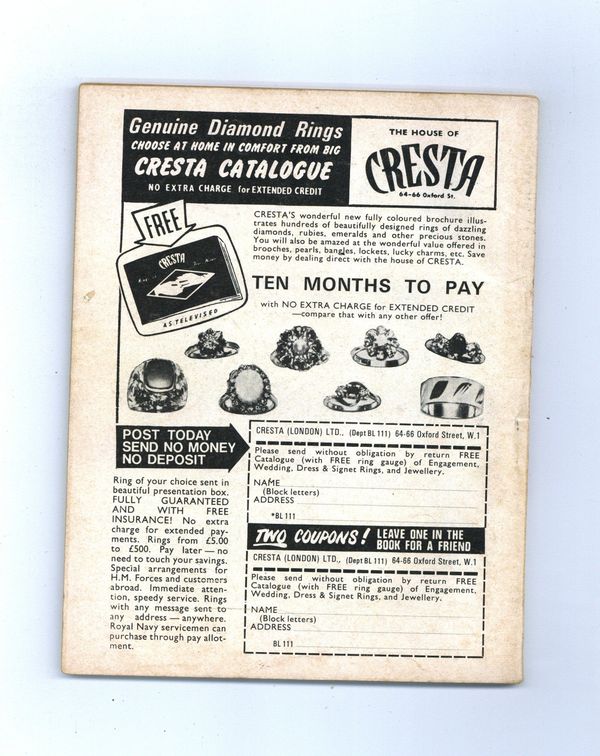 Genuine Diamond Rings
CHOOSE AT HOME IN COMFORT FROM BIG
CRESTA CATALOGUE
NO EXTRA CHARGE for EXTENDED CREDIT
THE HOUSE OF
CRESTA
64-66 Oxford St.
FREE
CRESTA
AS TELEVISED
CRESTA'S wonderful new fully coloured brochure illus-
trates hundreds of beautifully designed rings of dazzling
diamonds, rubies, emeralds and other precious stones.
You will also be amazed at the wonderful value offered in
brooches, pearls, bangles, lockets, lucky charms, etc. Save
money by dealing direct with the house of CRESTA.
TEN MONTHS TO PAY
with NO EXTRA CHARGE for EXTENDED CREDIT
—compare that with any other offer!
POST TODAY
SEND NO MONEY
NO DEPOSIT
Ring of your choice sent in
beautiful presentation box.
FULLY GUARANTEED
AND WITH FREE
INSURANCE! No extra
charge for extended pay-
ments. Rings from £5.00
to £500. Pay later — no
need to touch your savings.
Special arrangements for
H.M. Forces and customers
abroad. Immediate atten-
tion, speedy service. Rings
with any message sent to
any address — anywhere.
Royal Navy servicemen can
purchase through pay allot-
ment.
CRESTA (LONDON) LTD., (Dept BL 111) 64-66 Oxford Street, W.1
Please send without obligation by return FREE
Catalogue (with FREE ring gauge) of Engagement,
Wedding, Dress & Signet Rings, and Jewellery.
NAME
(Block letters)
ADDRESS
*BL 111
TWO COUPONS! LEAVE ONE IN THE
BOOK FOR A FRIEND
CRESTA (LONDON) LTD., (Dept BL 111) 64-66 Oxford Street, W.1
Please send without obligation by return FREE
Catalogue (with FREE ring gauge) of Engagement,
Wedding, Dress & Signet Rings, and Jewellery.
NAME
(Block letters)
ADDRESS
BL 111